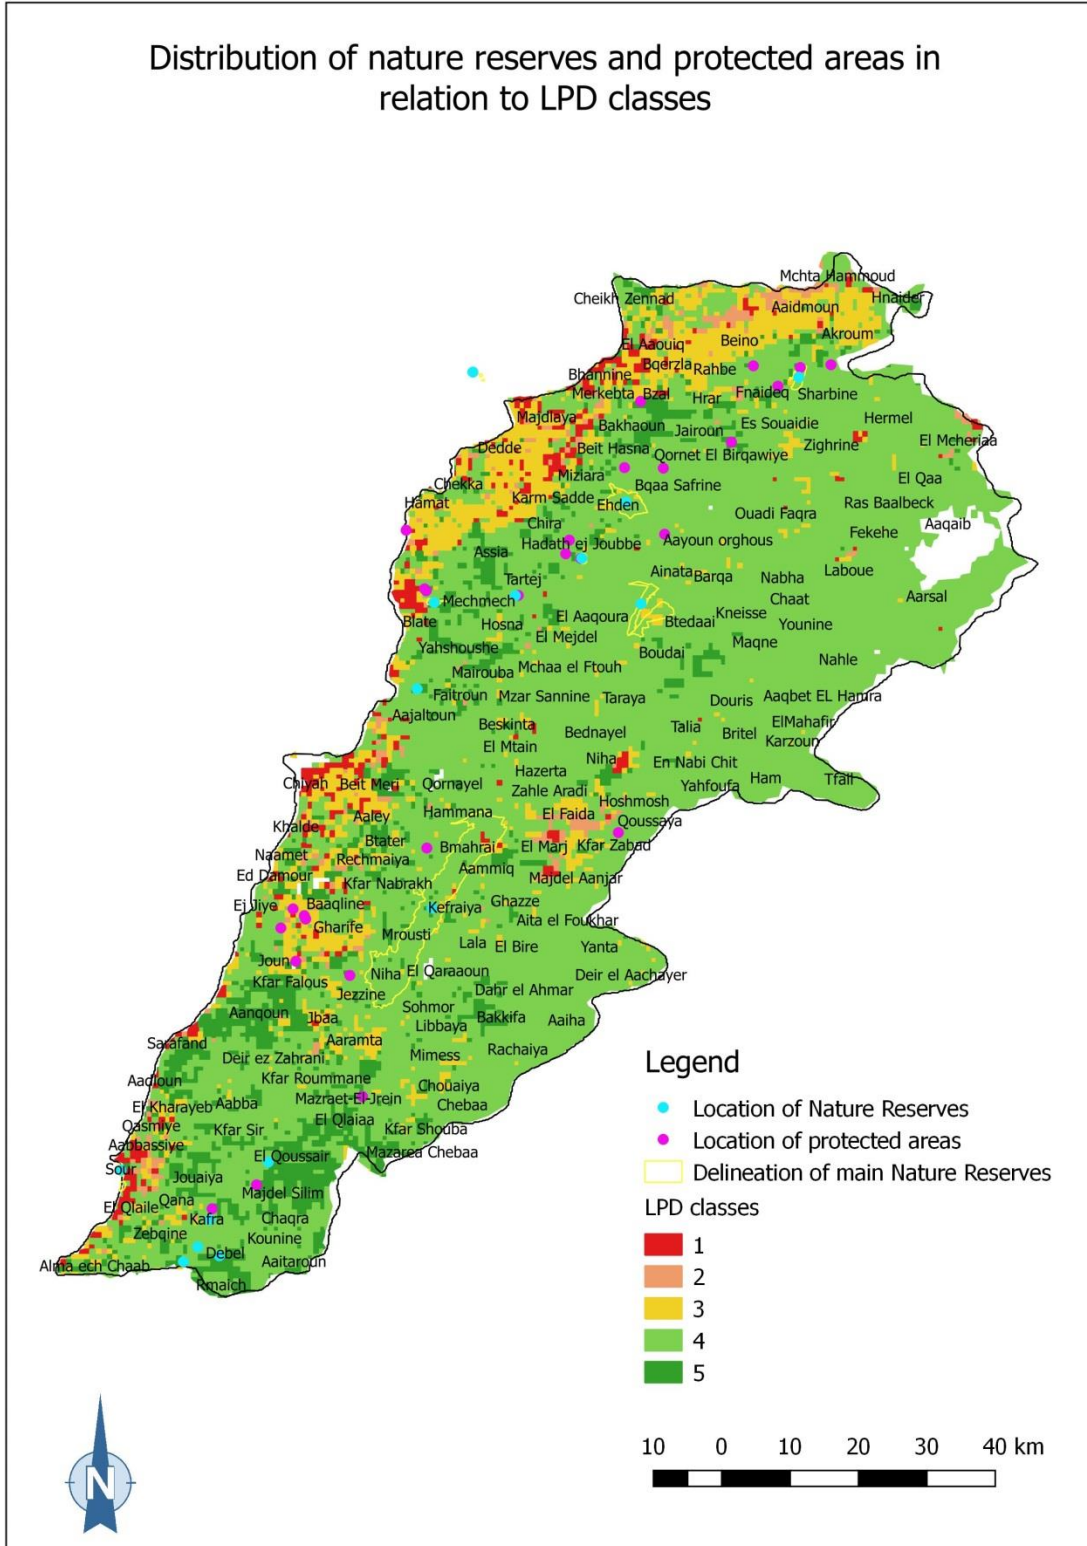 Distribution of nature reserves and protected areas in
relation to LPD classes
Mchta Hammoud
Cheikh Zennad
Hnaider
Aaidmoun
Akroum
El Aaouiq
Beino
Bqerzla
Rahbe
Bhannine
Merkebta
Bzal
Hrar
Fnaideq
Sharbine
Majdlaya
Bakhaoun
Jairoun
Es Souaidie
Hermel
Dedde
Beit Hasna
Qornet El Birqawiye
Zighrine
El Mcheriaa
Miziara
Chekka
Bqaa Safrine
El Qaa
Hamat
Karm Sadde
Ehden
Ouadi Faqra
Ras Baalbeck
Chira
Aaqaib
Assia
Hadath ej Joubbe
Aayoun orghous
Fekehe
Tartej
Ainata
Barqa
Nabha
Laboue
Mechmech
Chaat
Aarsal
Blate
Hosna
El Aaqoura
Btedaai
Kneisse
Younine
El Mejdel
Maqne
Yahshoushe
Boudai
Nahle
Mairouba
Mchaa el Ftouh
Faitroun
Mzar Sannine
Taraya
Douris
Aaqbet EL Hamra
Aajaltoun
Beskinta
Bednayel
Talia
Britel
ElMahafir
Karzoun
El Mtain
Niha
En Nabi Chit
Chiyah
Beit Meri
Qornayel
Hazerta
Zahle Aradi
Yahfoufa
Ham
Tfail
Hammana
Hoshmosh
Khalde
Aaley
El Faida
Qoussaya
Btater
Bmahrai
El Marj
Kfar Zabad
Naamet
Rechmaiya
Aammiq
Majdel Aanjar
Ed Damour
Kfar Nabrakh
Ej Jiye
Baaqline
Kefraiya
Ghazze
Gharife
Aita el Foukhar
Mrousti
Lala
El Bire
Yanta
Joun
Niha
El Qaraaoun
Deir el Aachayer
Kfar Falous
Jezzine
Dahr el Ahmar
Aanqoun
Jbaa
Sohmor
Bakkifa
Aaiha
Libbaya
Sarafand
Aaramta
Deir ez Zahrani
Mimess
Rachaiya
Aadloun
Kfar Roummane
Chouaiya
El Kharayeb
Aabba
Mazraet-El-Jrein
Chebaa
Qasmiye
Kfar Sir
El Qlaiaa
Kfar Shouba
Aabbassiye
El Qoussair
Mazarea Chebaa
Sour
Jouaiya
Majdel Silim
El Qlaile
Qana
Kafra
Chaqra
Zebqine
Kounine
Debel
Aaitaroun
Alma ech Chaab
Rmaich
Legend
Location of Nature Reserves
Location of protected areas
Delineation of main Nature Reserves
LPD classes
1
2
3
4
5
N
10 0 10 20 30 40 km